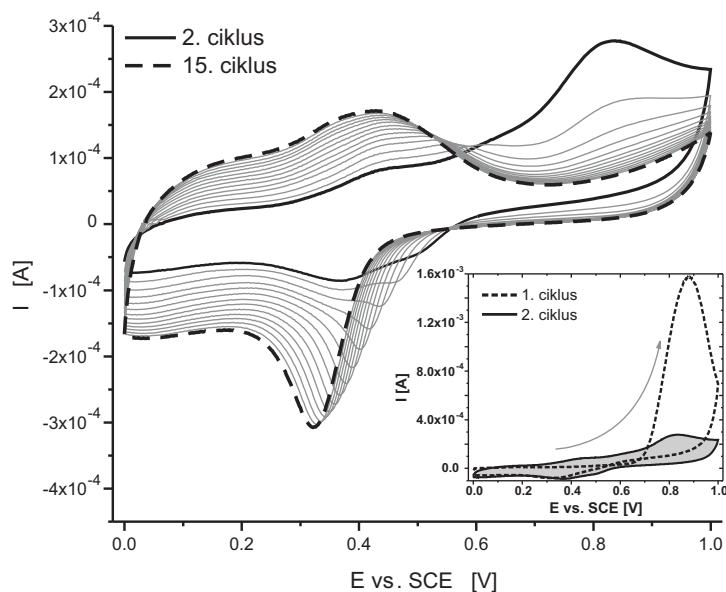 3x10-4
2. ciklus
15. ciklus
2x10-4
1x10-4
0
-1x10-4
-2x10-4
-3x10-4
-4x10-4
I [A]
0.0 0.2 0.4 0.6 0.8 1.0
E vs. SCE [V]
1.6x10-3
1. ciklus
2. ciklus
1.2x10-3
8.0x10-4
4.0x10-4
0.0
I [A]
0.0 0.2 0.4 0.6 0.8 1.0
E vs. SCE [V]